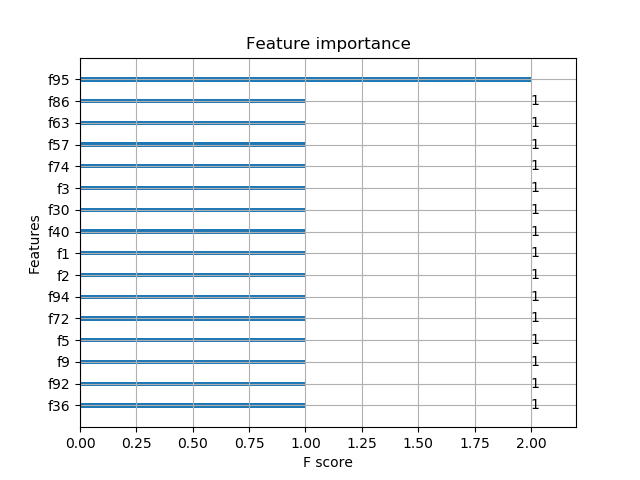 Feature importance
Features
f95
f86 1
f63 1
f57 1
f74 1
f3 1
f30 1
f40 1
f1 1
f2 1
f94 1
f72 1
f5 1
f9 1
f92 1
f36 1
0.00 0.25 0.50 0.75 1.00 1.25 1.50 1.75 2.00
F score